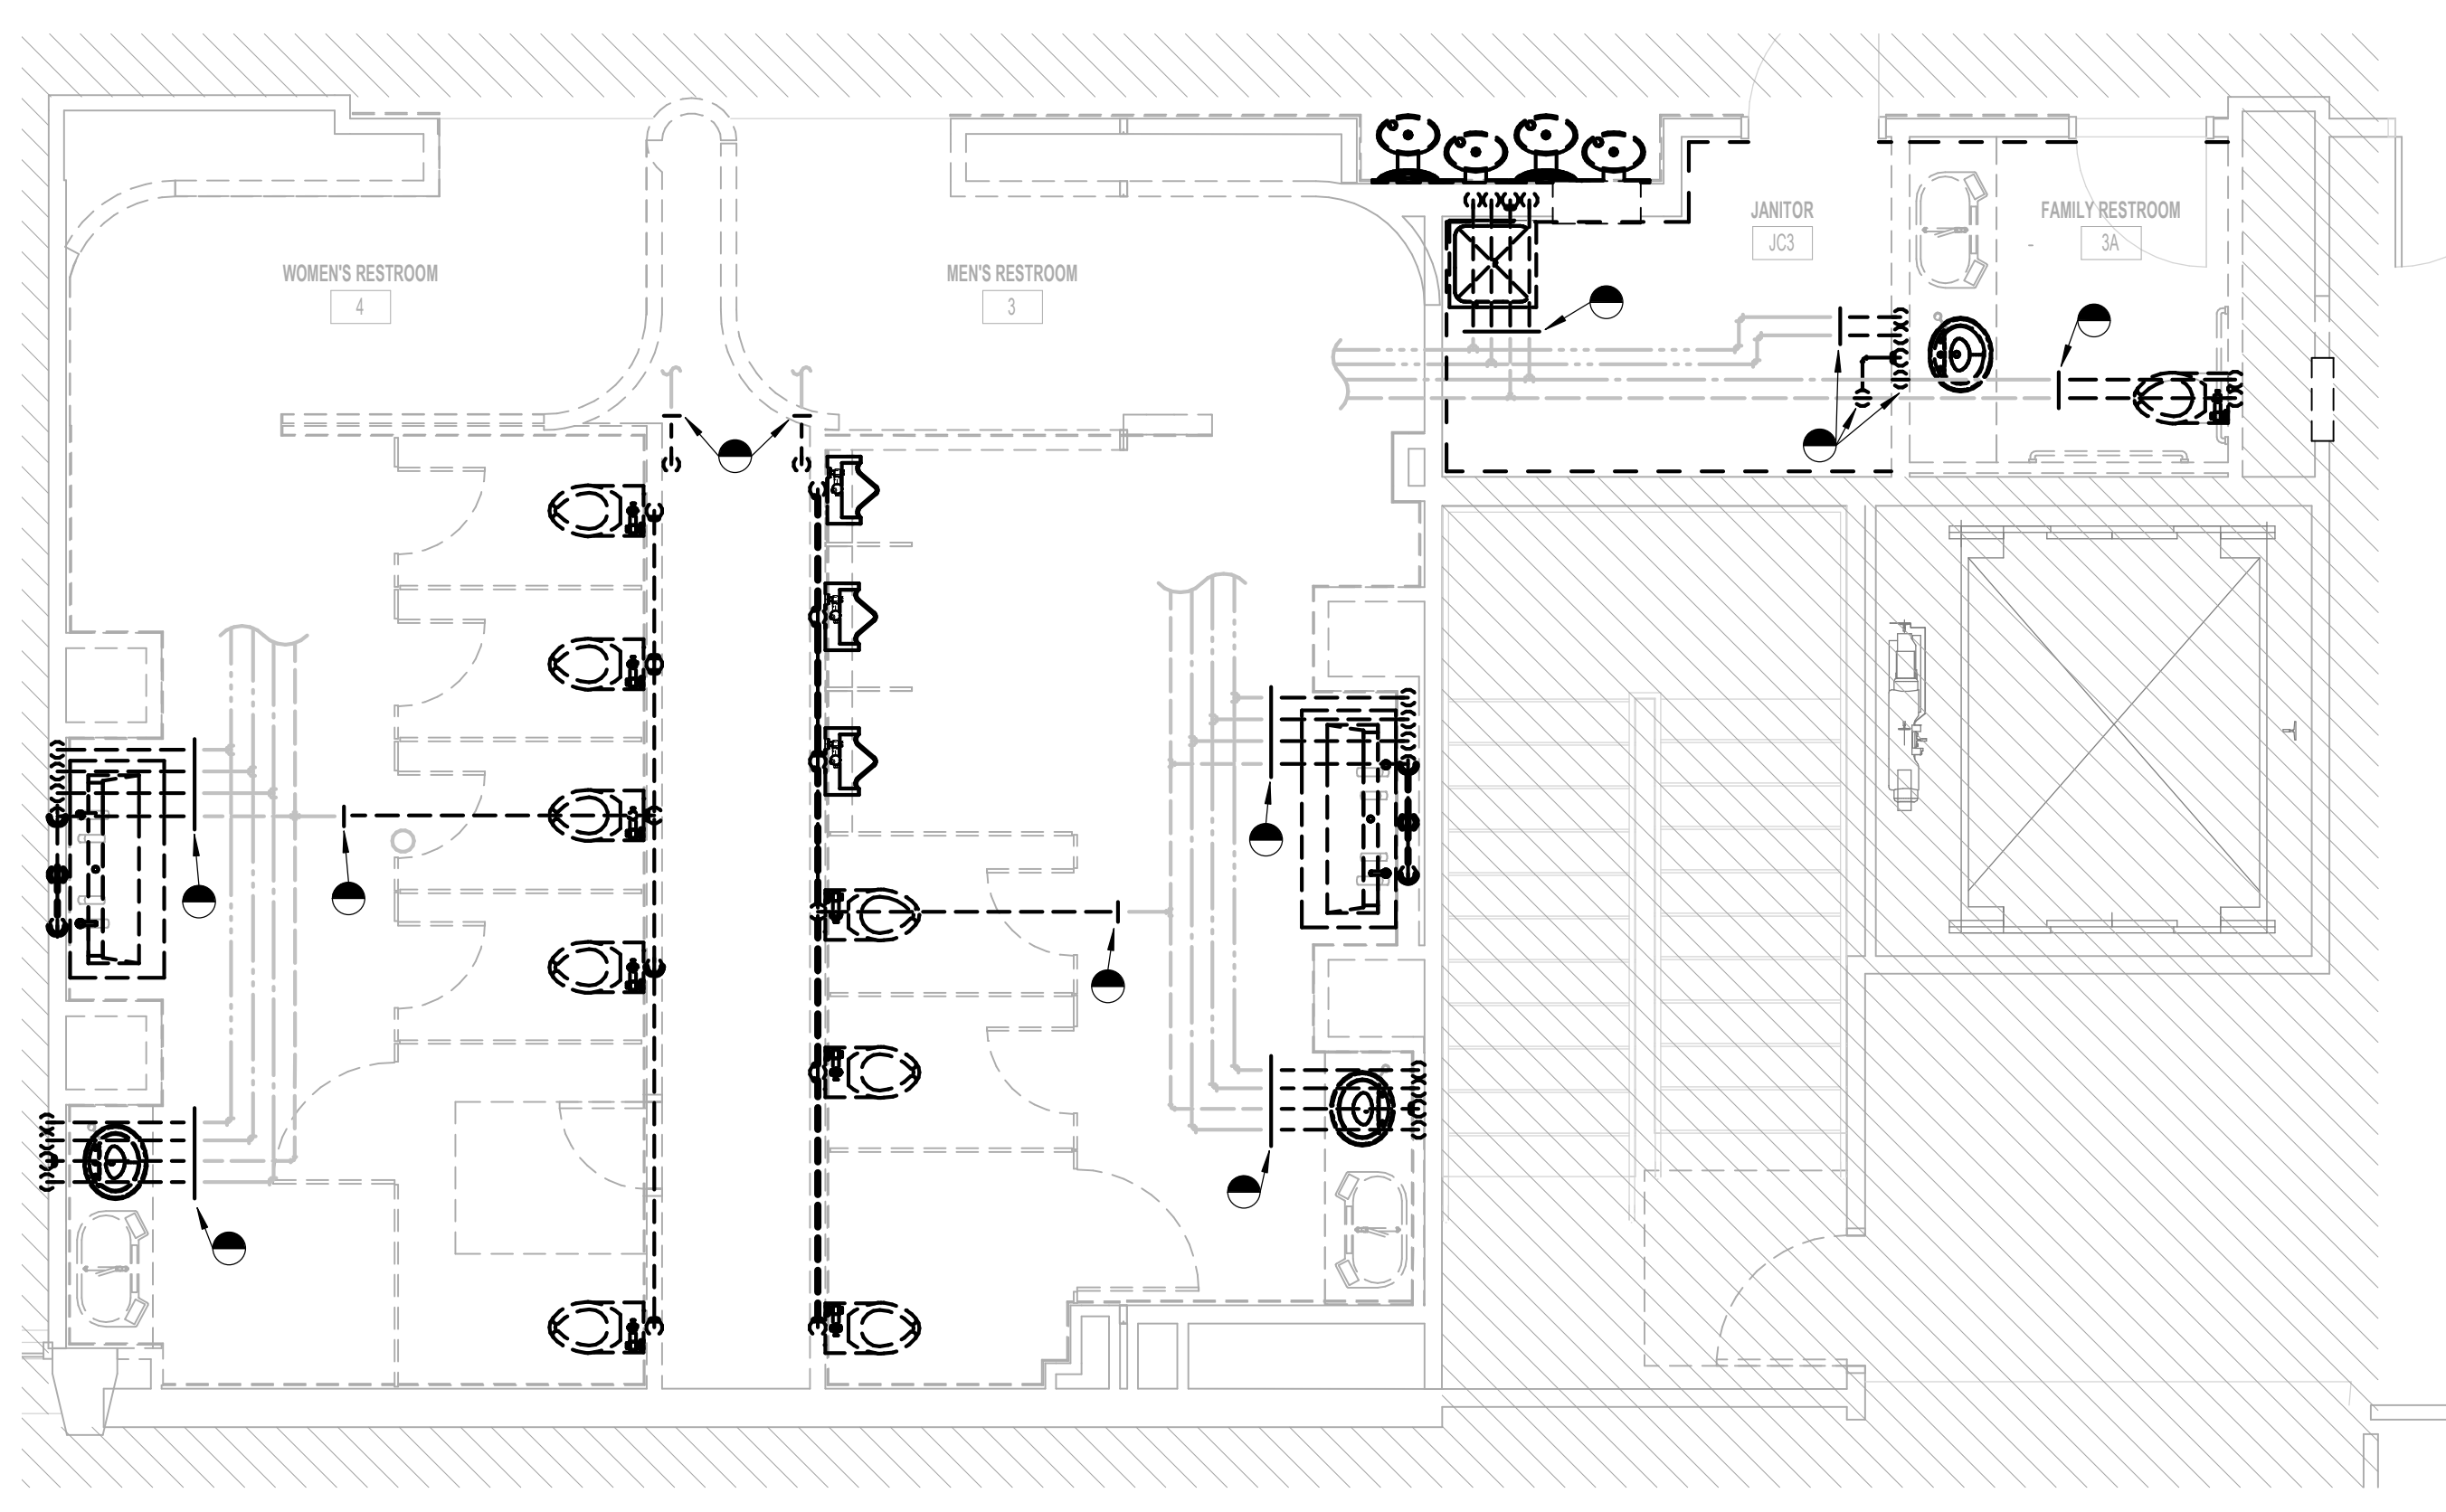 JANITOR
JC3
FAMILY RESTROOM
3A
WOMEN'S RESTROOM
4
MEN'S RESTROOM
3